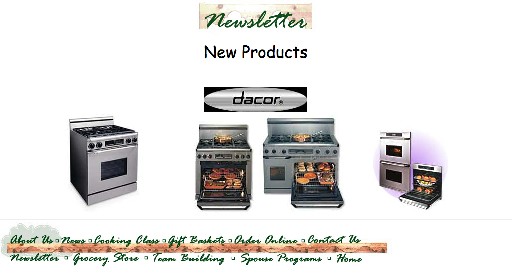 Newsletter
New Products
dacor
About Us News Cooking Class Gift Baskets Order Online Contact Us
Newsletter Grocery Store Team Building Spouse Programs Home